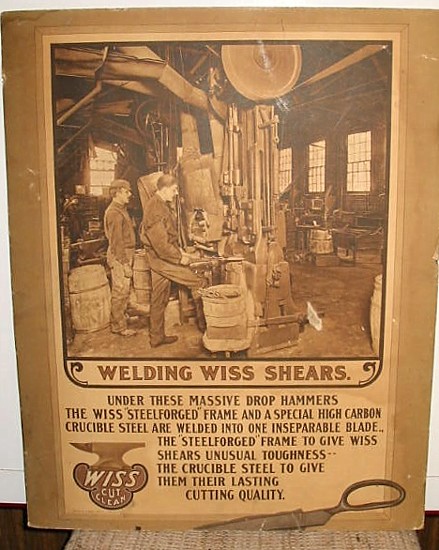 WELDING WISS SHEARS.
UNDER THESE MASSIVE DROP HAMMERS
THE WISS "STEELFORGED" FRAME AND A SPECIAL HIGH CARBON
CRUCIBLE STEEL ARE WELDED INTO ONE INSEPARABLE BLADE.,
THE "STEELFORGED" FRAME TO GIVE WISS
SHEARS UNUSUAL TOUGHNESS--
THE CRUCIBLE STEEL TO GIVE
THEM THEIR LASTING
CUTTING QUALITY.
WISS
CUT
CLEAN